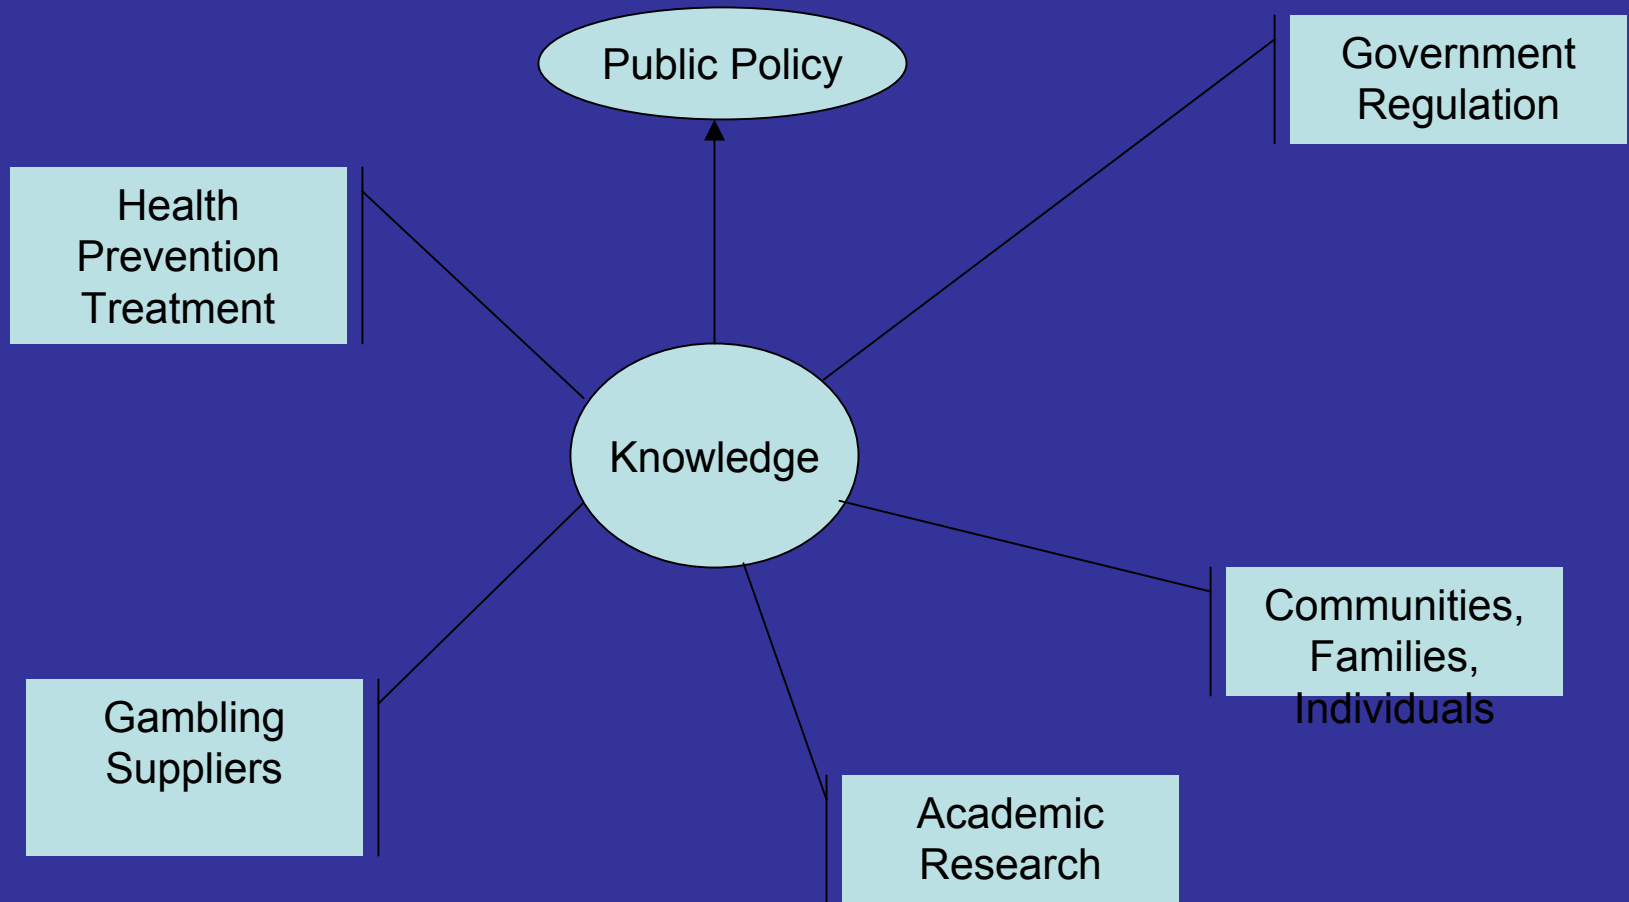 Public Policy
Government
Regulation
Health
Prevention
Treatment
Knowledge
Communities,
Families,
Individuals
Gambling
Suppliers
Academic
Research